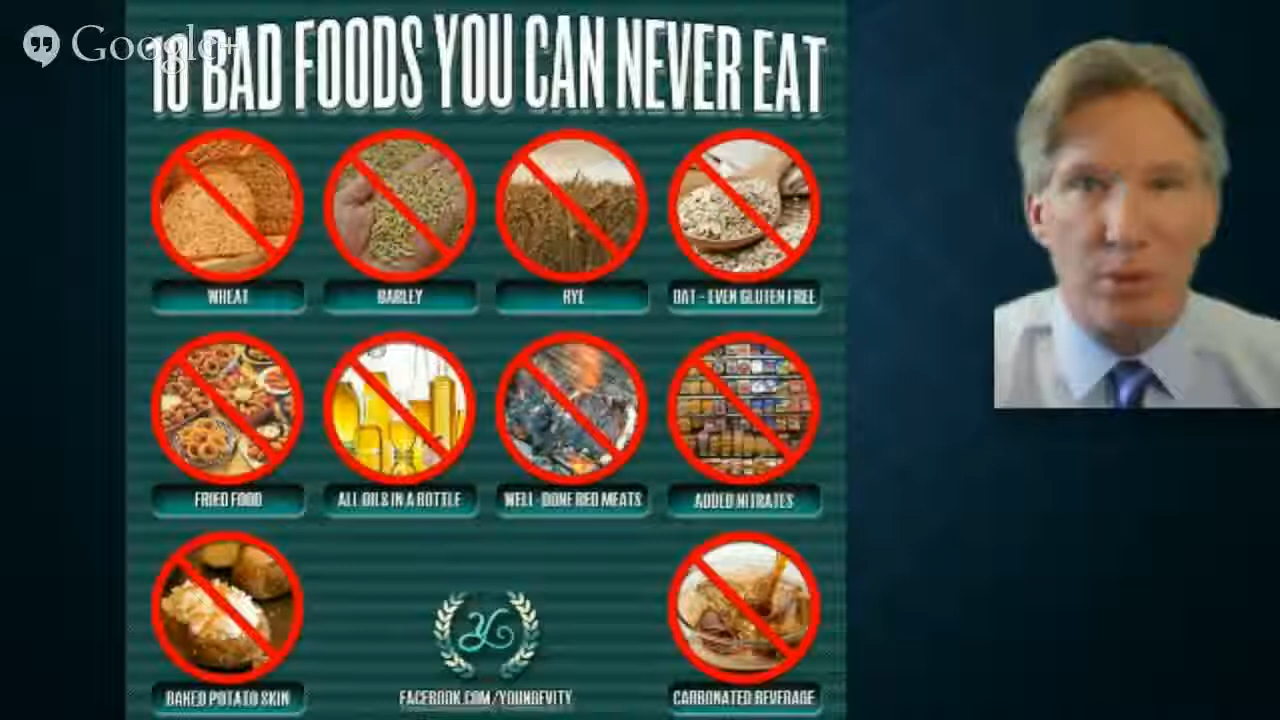 Google+
10 BAD FOODS YOU CAN NEVER EAT
WHEAT
BARLEY
RYE
OAT - EVEN GLUTEN FREE
FRIED FOOD
ALL OILS IN A BOTTLE
WELL-DONE RED MEATS
ADDED NITRATES
BAKED POTATO SKIN
FACEBOOK.COM/YOUNGEVITY
CARBONATED BEVERAGE